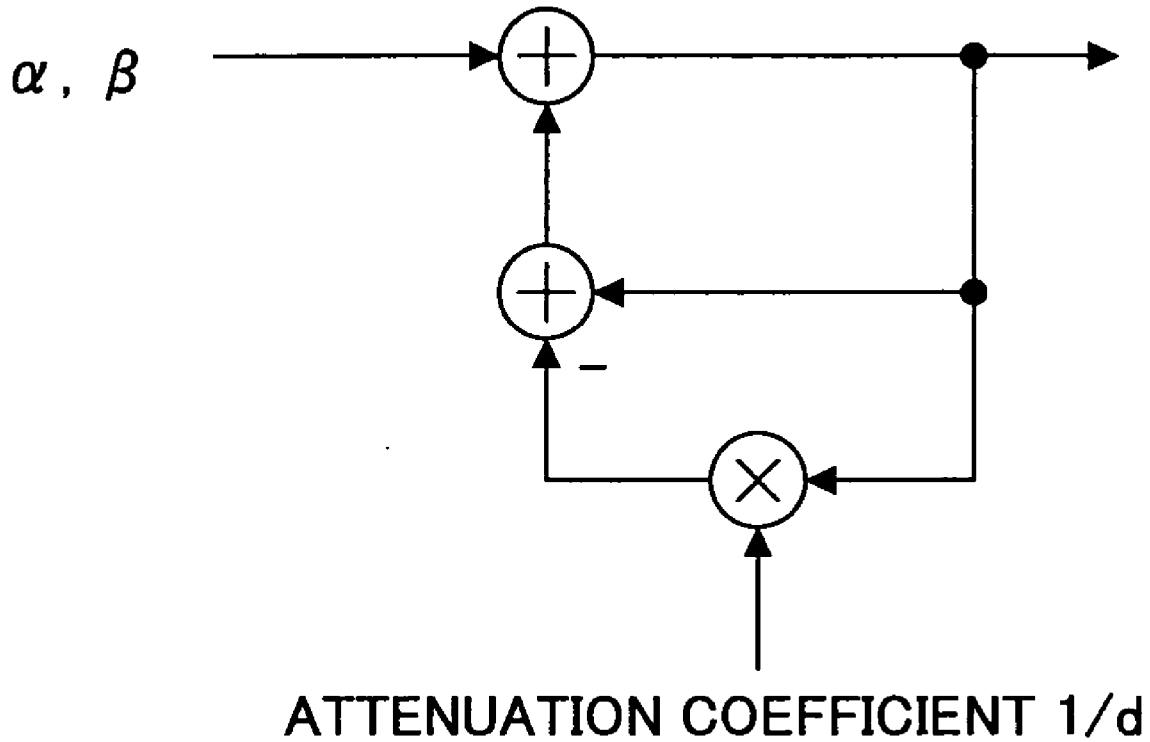 α, β
−
ATTENUATION COEFFICIENT 1/d